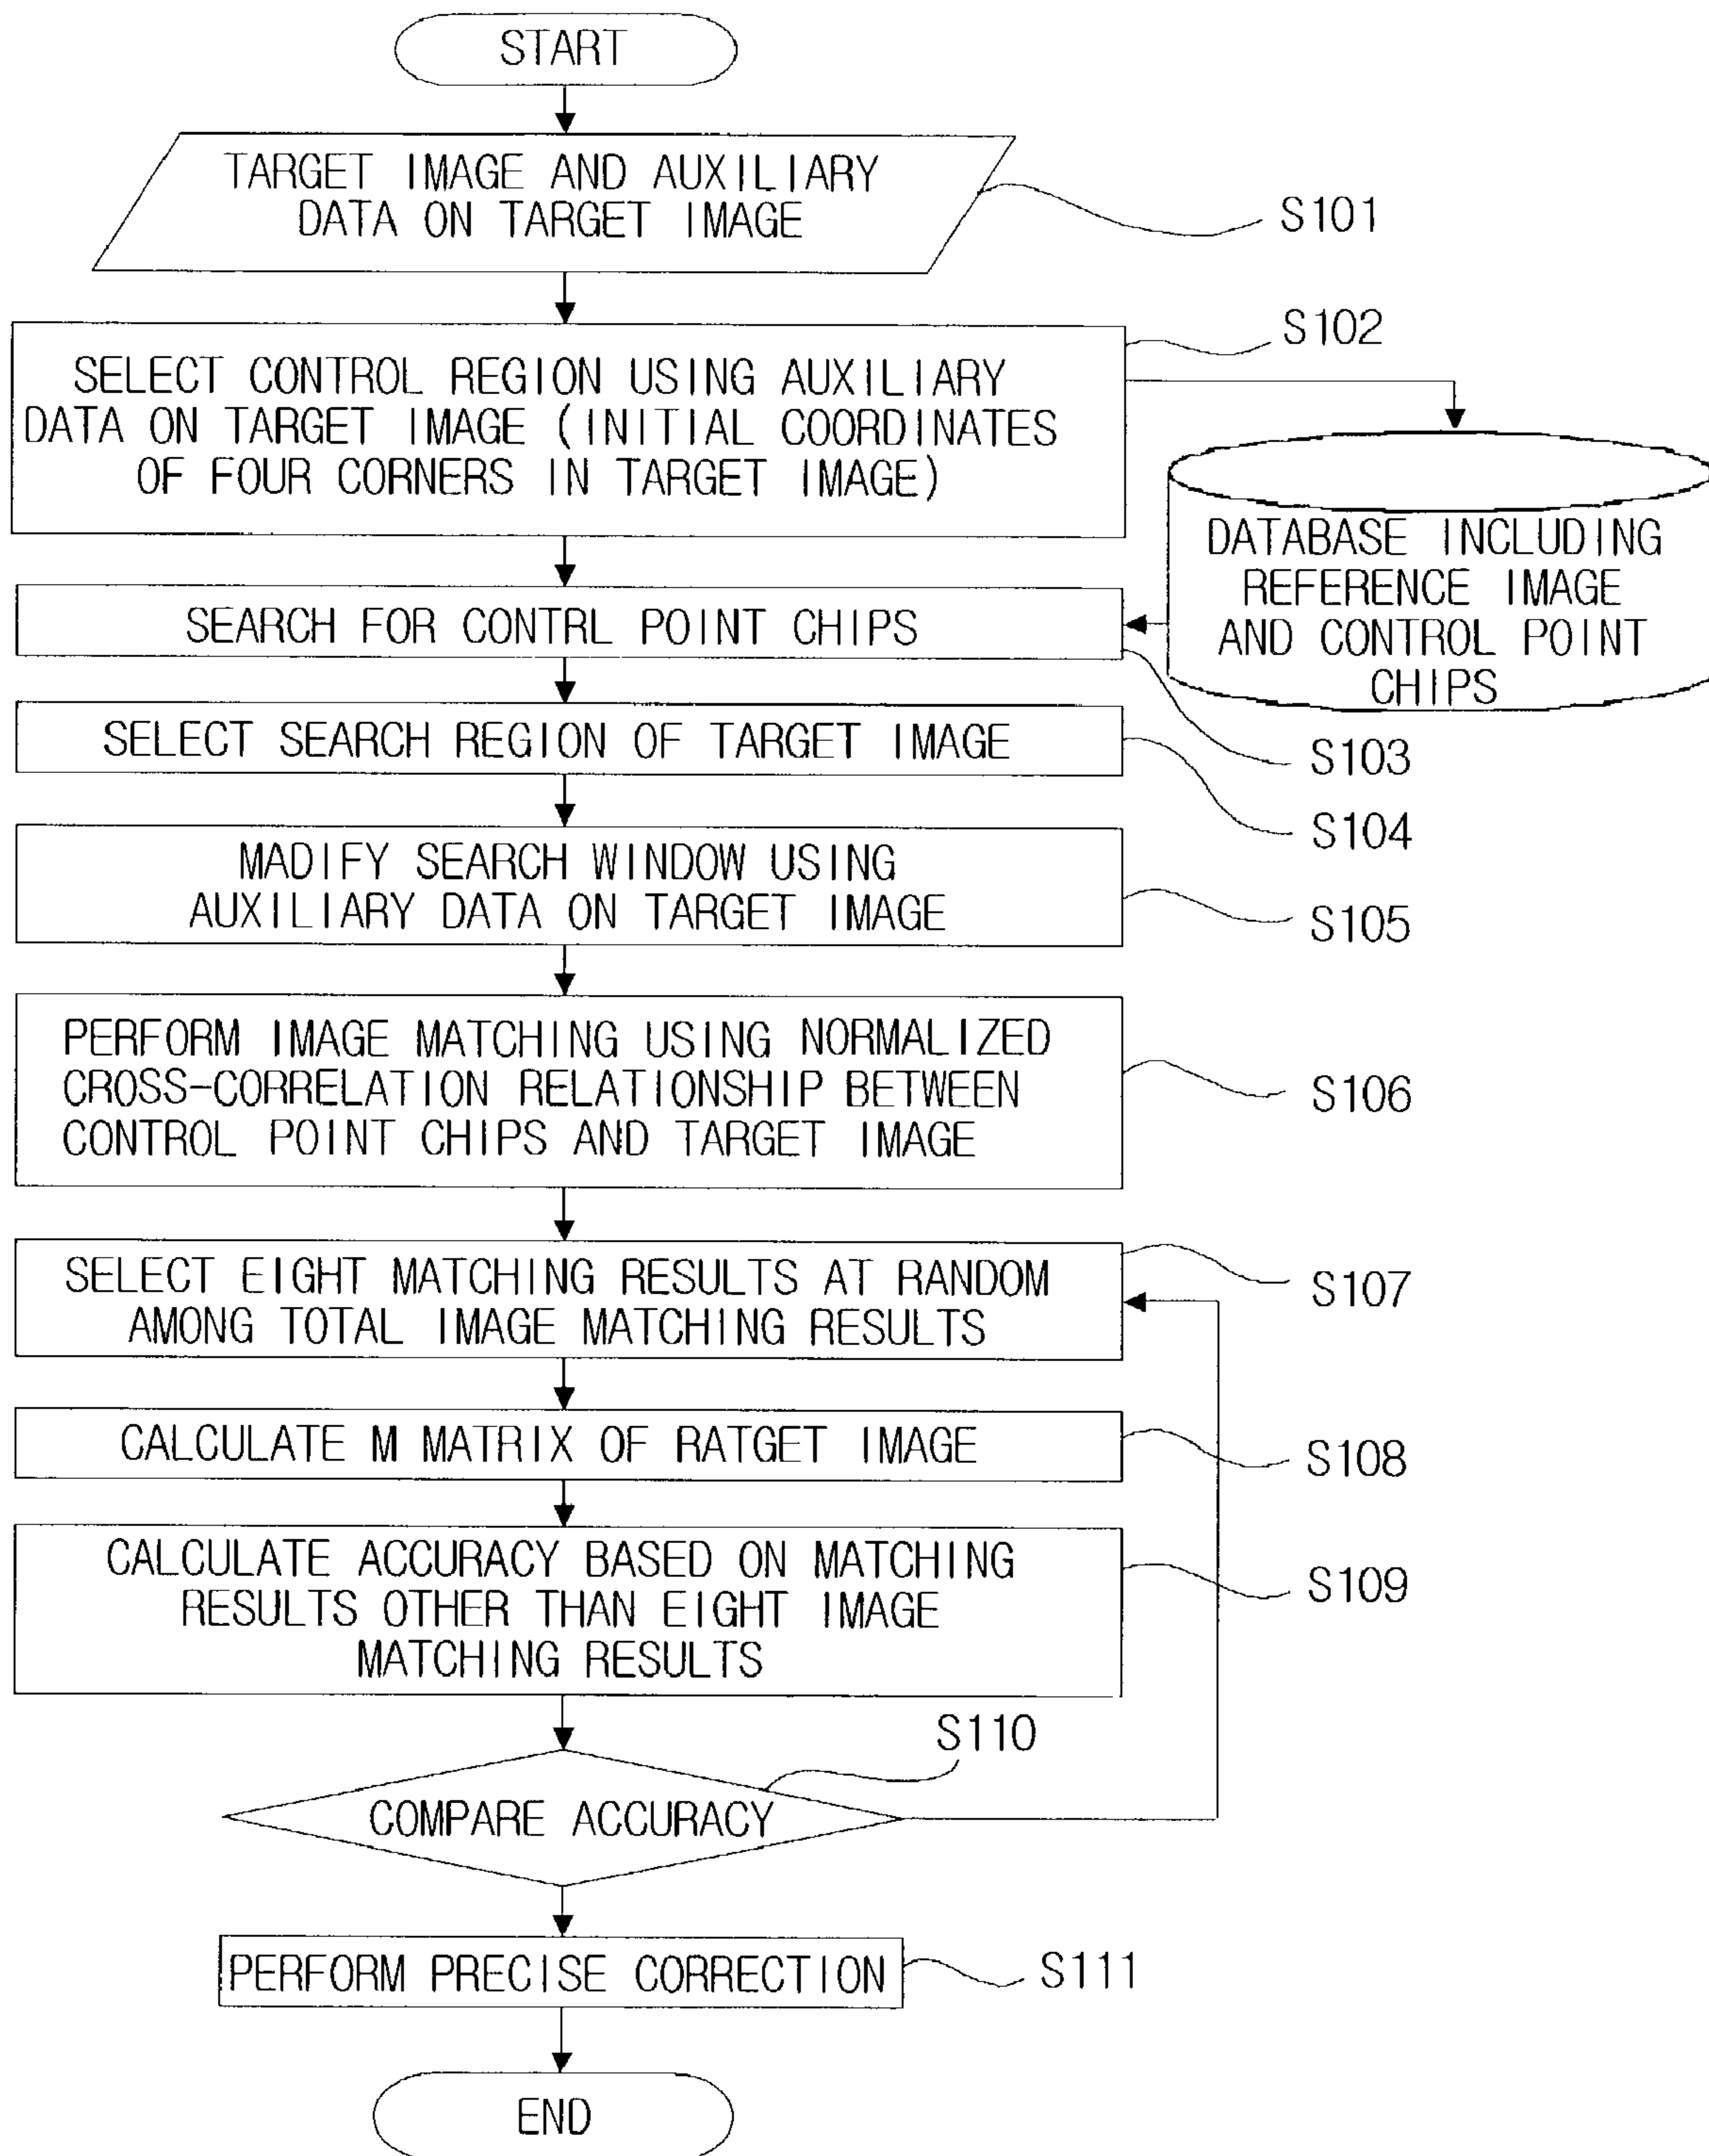 START
TARGET IMAGE AND AUXILIARY
DATA ON TARGET IMAGE
S101
S102
SELECT CONTROL REGION USING AUXILIARY
DATA ON TARGET IMAGE (INITIAL COORDINATES
OF FOUR CORNERS IN TARGET IMAGE)
DATABASE INCLUDING
REFERENCE IMAGE
AND CONTROL POINT
CHIPS
SEARCH FOR CONTRL POINT CHIPS
S103
SELECT SEARCH REGION OF TARGET IMAGE
S104
MADIFY SEARCH WINDOW USING
AUXILIARY DATA ON TARGET IMAGE
S105
PERFORM IMAGE MATCHING USING NORMALIZED
CROSS-CORRELATION RELATIONSHIP BETWEEN
CONTROL POINT CHIPS AND TARGET IMAGE
S106
SELECT EIGHT MATCHING RESULTS AT RANDOM
AMONG TOTAL IMAGE MATCHING RESULTS
S107
CALCULATE M MATRIX OF RATGET IMAGE
S108
CALCULATE ACCURACY BASED ON MATCHING
RESULTS OTHER THAN EIGHT IMAGE
MATCHING RESULTS
S109
S110
COMPARE ACCURACY
PERFORM PRECISE CORRECTION
S111
END